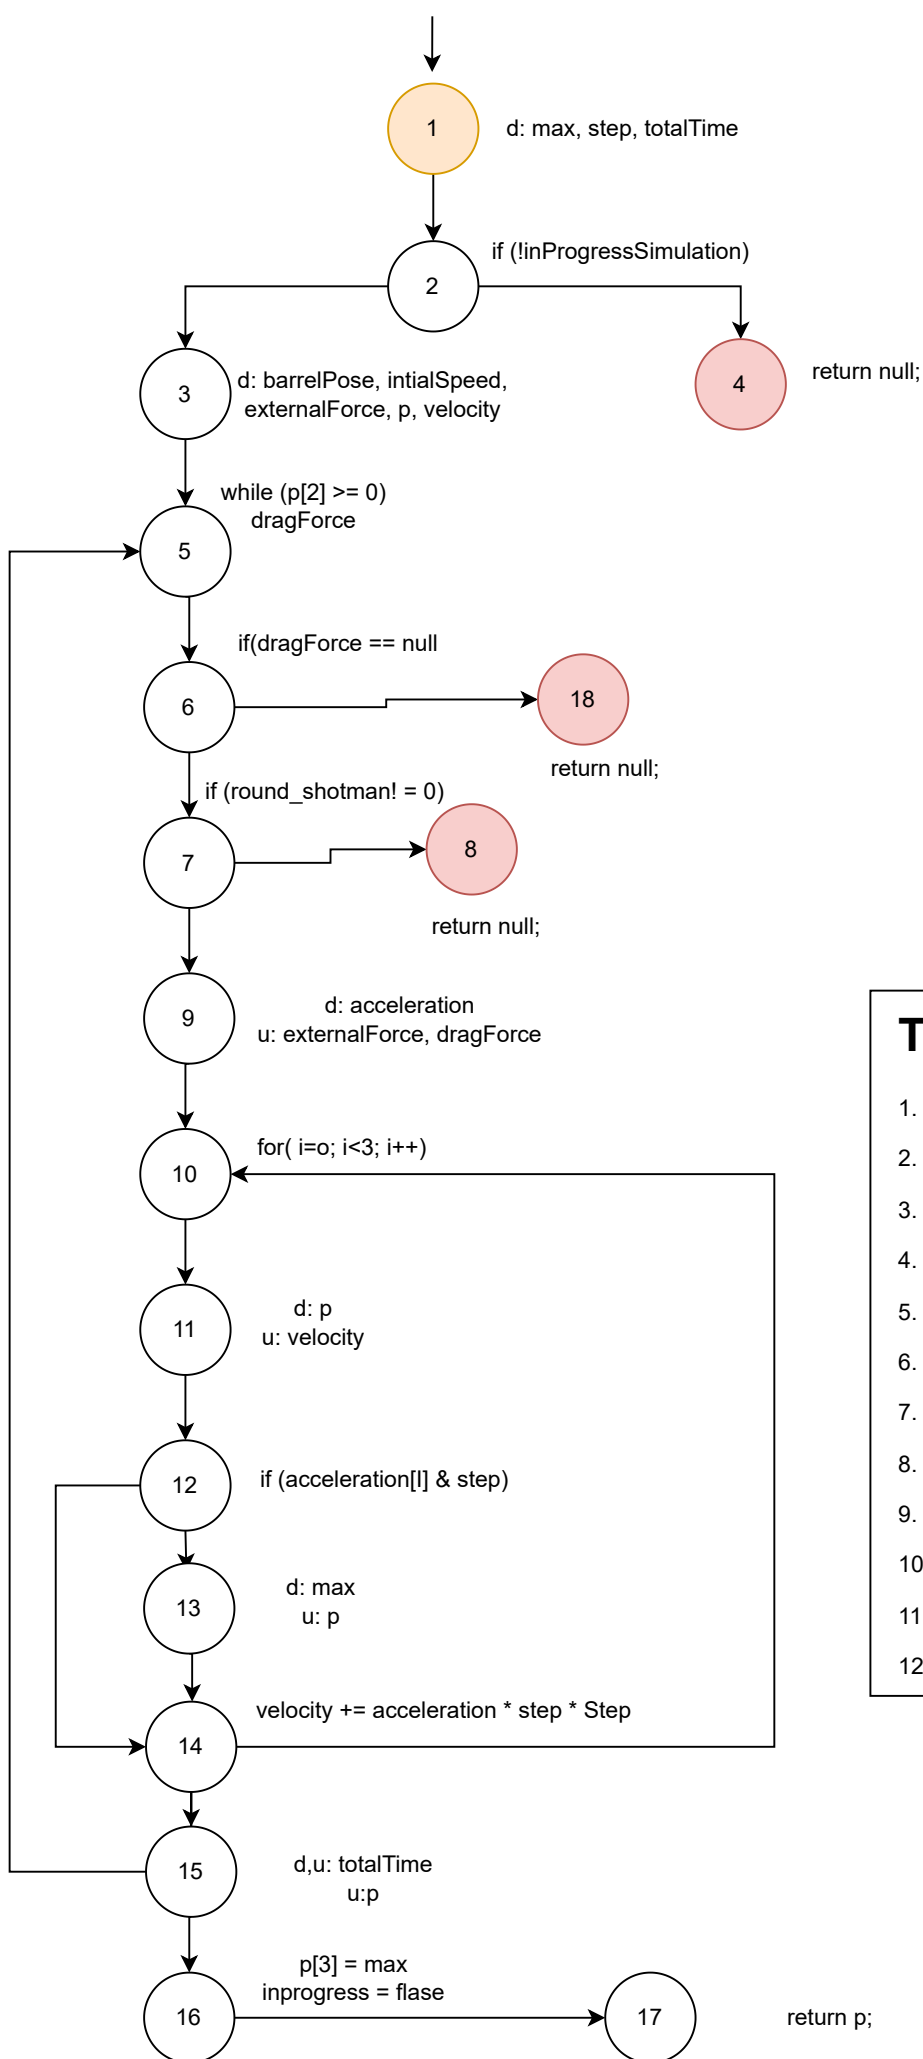 1
d: max, step, totalTime
if (!inProgressSimulation)
2
3
d: barrelPose, intialSpeed,
externalForce, p, velocity
4
return null;
while (p[2] >= 0)
dragForce
5
if(dragForce == null
6
18
return null;
if (round_shotman! = 0)
7
8
return null;
9
d: acceleration
u: externalForce, dragForce
for( i=o; i<3; i++)
10
11
d: p
u: velocity
12
if (acceleration[I] & step)
13
d: max
u: p
velocity += acceleration * step * Step
14
15
d,u: totalTime
u:p
p[3] = max
inprogress = flase
16
17
return p;
T
1.
2.
3.
4.
5.
6.
7.
8.
9.
10
11
12